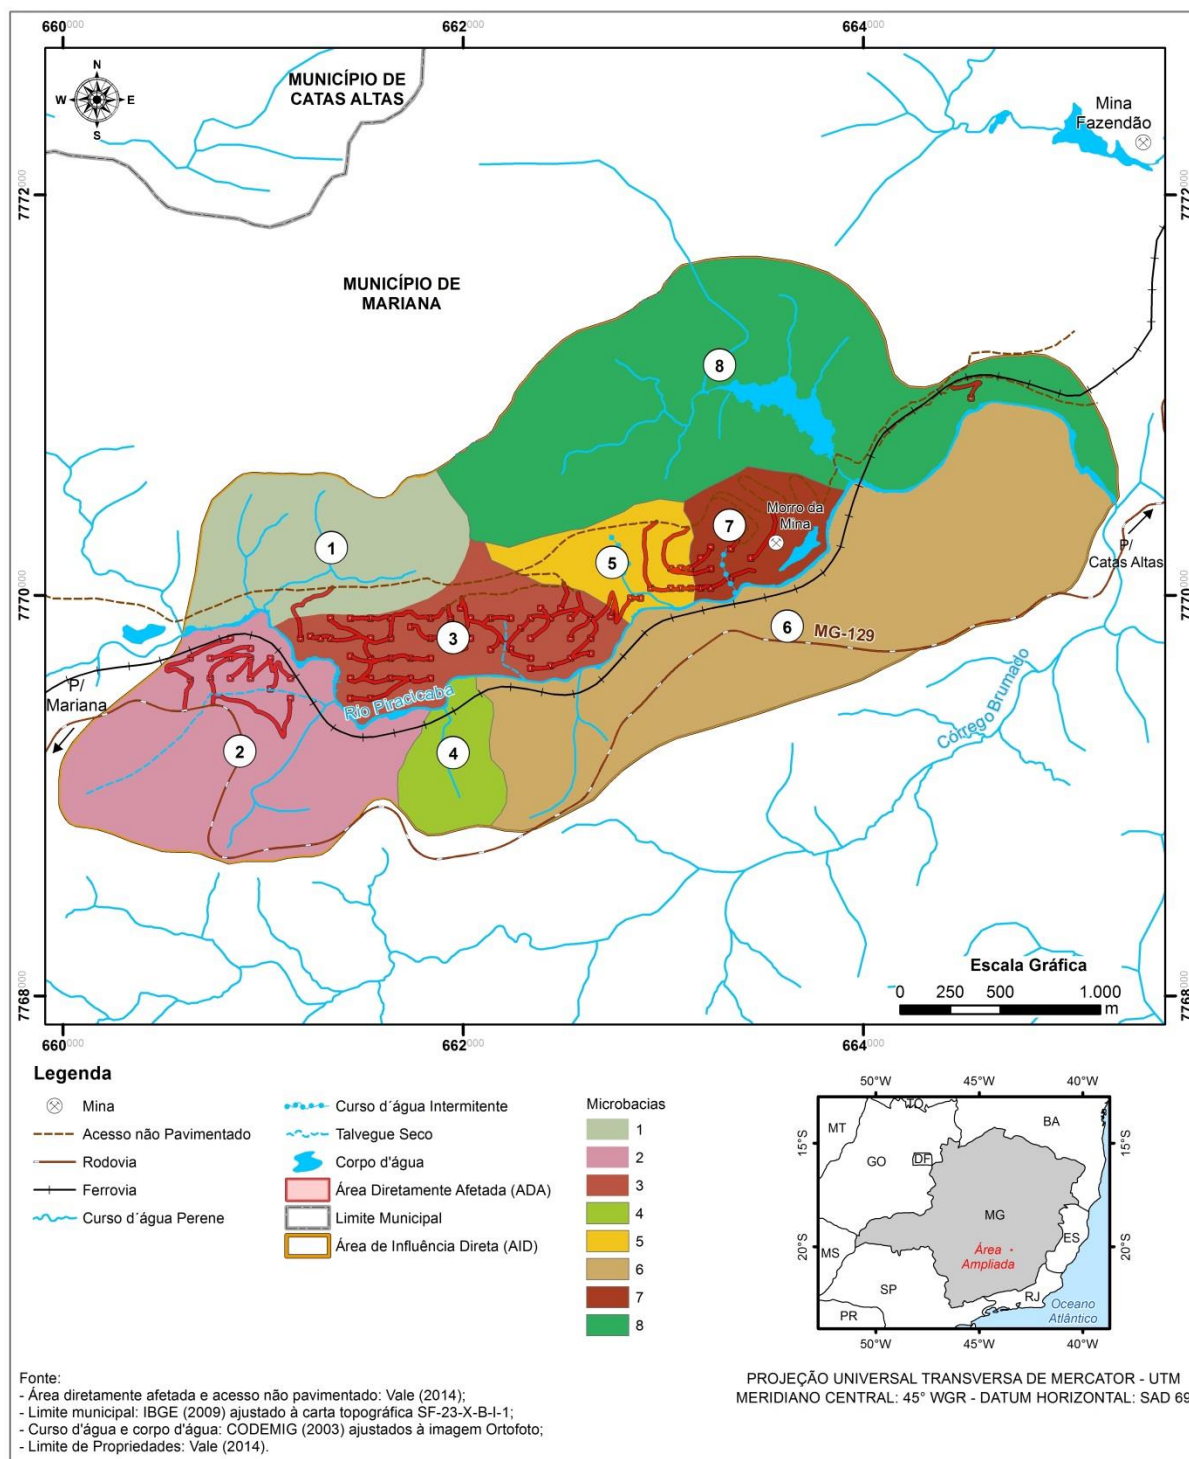 660000
662000
664000
N
W
E
S
MUNICÍPIO DE
CATAS ALTAS
Mina
Fazendão
7772000
7772000
MUNICÍPIO DE
MARIANA
8
7
Morro da
Mina
1
5
P/
Catas Altas
7770000
7770000
3
6
MG-129
P/
Mariana
Rio Piracicaba
Córrego Brumado
2
4
Escala Gráfica
0 250 500 1.000
m
7768000
7768000
660000
662000
664000
Legenda
Mina
Acesso não Pavimentado
Rodovia
Ferrovia
Curso d´água Perene
Curso d´água Intermitente
Talvegue Seco
Corpo d'água
Área Diretamente Afetada (ADA)
Limite Municipal
Área de Influência Direta (AID)
Microbacias
1
2
3
4
5
6
7
8
50°W
45°W
40°W
TO
MT
BA
15°S
15°S
GO
DF
MG
ES
20°S
20°S
MS
Área
Ampliada
SP
RJ
PR
Oceano
Atlântico
50°W
45°W
40°W
Fonte:
- Área diretamente afetada e acesso não pavimentado: Vale (2014);
- Limite municipal: IBGE (2009) ajustado à carta topográfica SF-23-X-B-I-1;
- Curso d'água e corpo d'água: CODEMIG (2003) ajustados à imagem Ortofoto;
- Limite de Propriedades: Vale (2014).
PROJEÇÃO UNIVERSAL TRANSVERSA DE MERCATOR - UTM
MERIDIANO CENTRAL: 45° WGR - DATUM HORIZONTAL: SAD 69